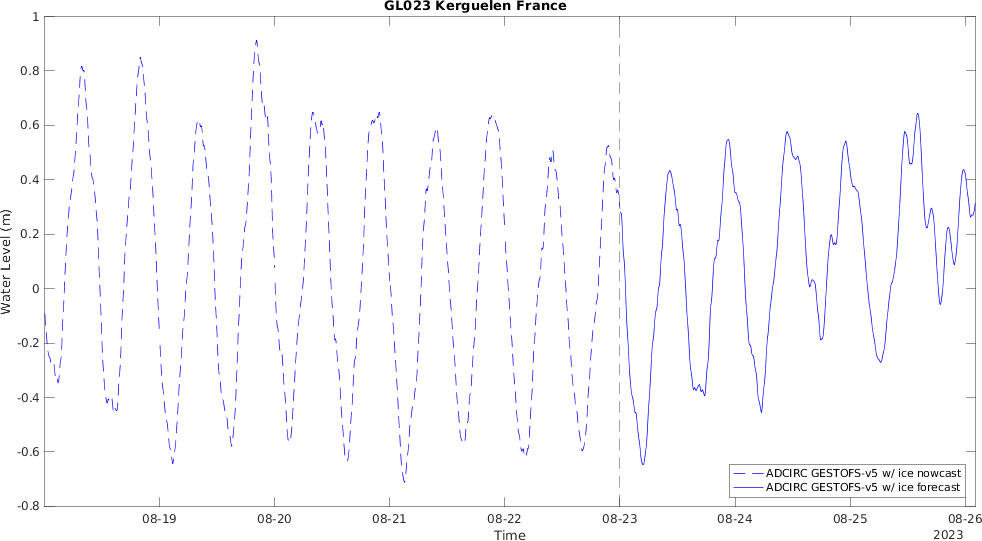 GL023 Kerguelen France
1
0.8
0.6
0.4
0.2
0
-0.2
-0.4
-0.6
-0.8
Water Level (m)
08-19 08-20 08-21 08-22 08-23 08-24 08-25 08-26
Time
2023
ADCIRC GESTOFS-v5 w/ ice nowcast
ADCIRC GESTOFS-v5 w/ ice forecast